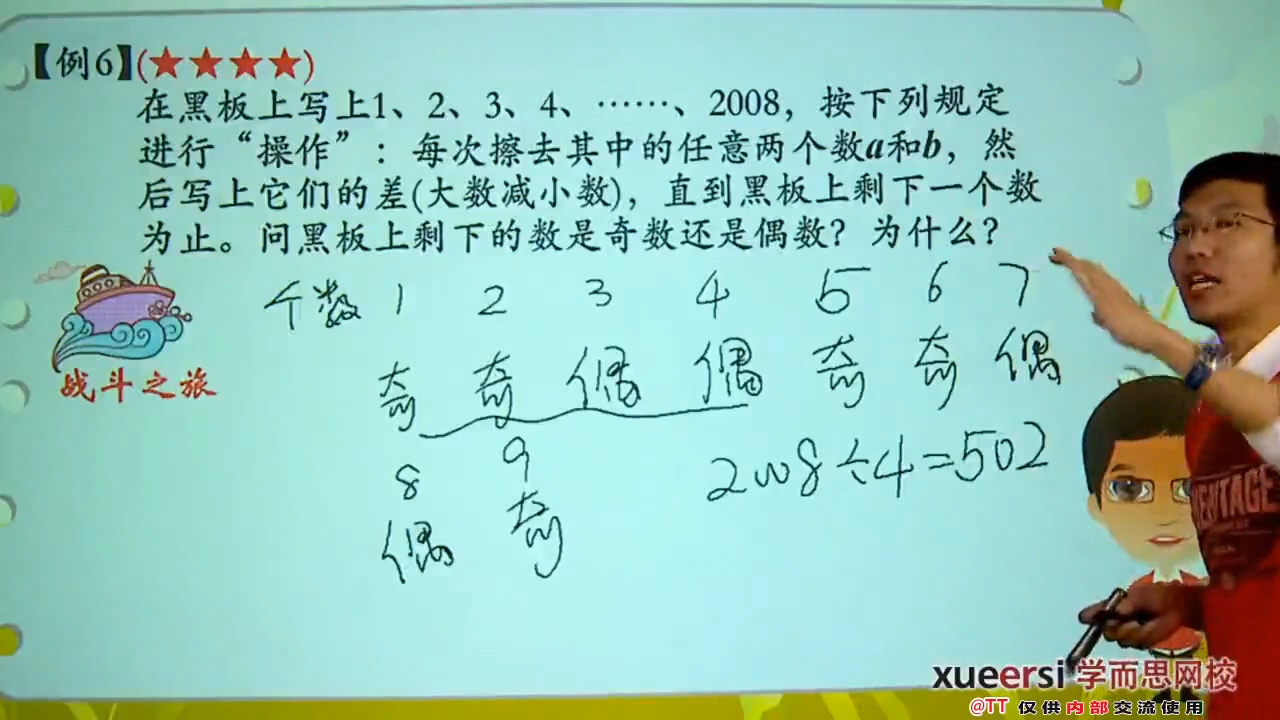 【例6】(★★★★)
在黑板上写上1、2、3、4、……、2008，按下列规定
进行“操作”：每次擦去其中的任意两个数a和b，然
后写上它们的差(大数减小数)，直到黑板上剩下一个数
为止。问黑板上剩下的数是奇数还是偶数？为什么？
个数 1 2 3 4 5 6 7
奇 奇 偶 偶 奇 奇 偶
战斗之旅
8 9
偶 奇
2008÷4=502
VENTAGE
xueersi 学而思网校
@TT 仅供内部交流使用